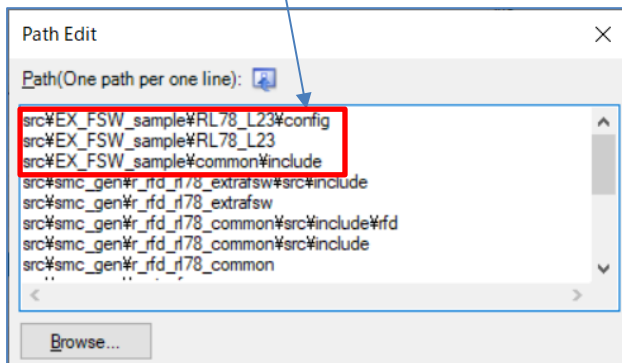 Path Edit
Path(One path per one line):
src¥EX_FSW_sample¥RL78_L23¥config
src¥EX_FSW_sample¥RL78_L23
src¥EX_FSW_sample¥common¥include
src¥smc_gen¥r_rfd_rl78_extrafsw¥src¥include
src¥smc_gen¥r_rfd_rl78_extrafsw
src¥smc_gen¥r_rfd_rl78_common¥src¥include¥rfd
src¥smc_gen¥r_rfd_rl78_common¥src¥include
src¥smc_gen¥r_rfd_rl78_common
Browse...